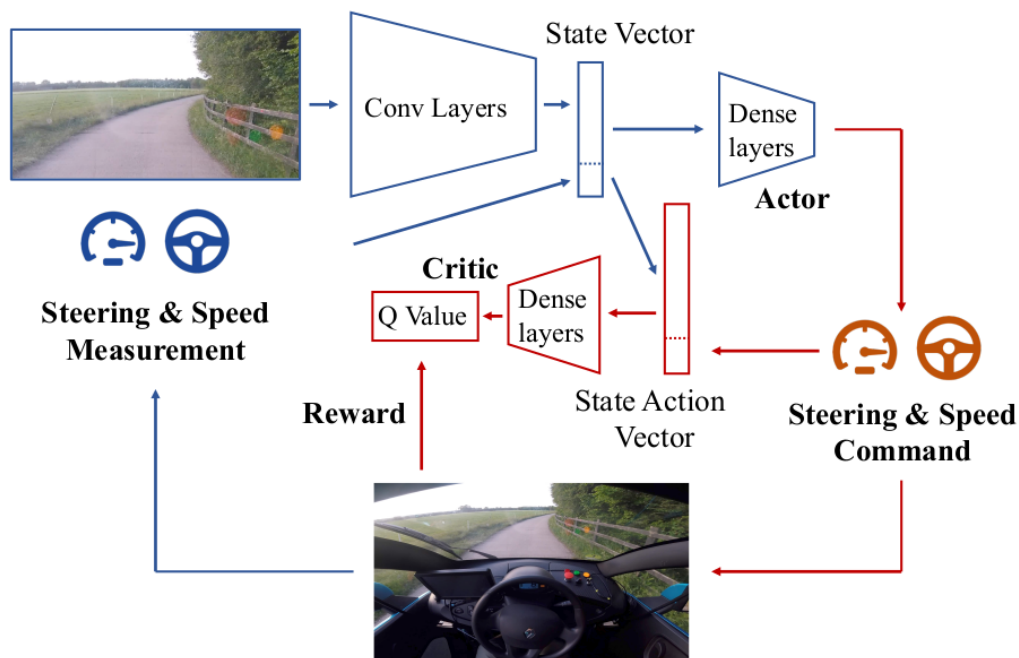 State Vector
Conv Layers
Dense
layers
Actor
Steering & Speed
Measurement
Critic
Q Value
Dense
layers
Reward
State Action
Vector
Steering & Speed
Command